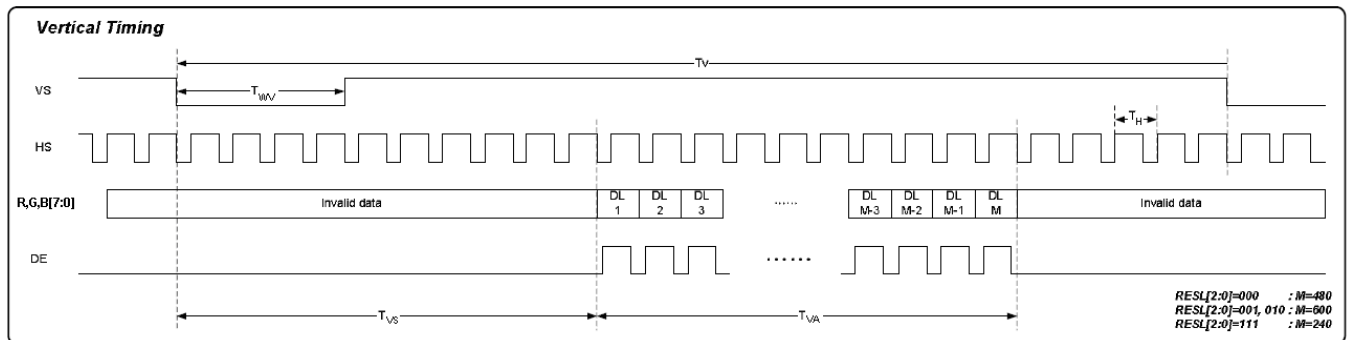 Vertical Timing
Tv
VS
TWV
HS
TH
R,G,B[7:0]
Invalid data
DL 1
DL 2
DL 3
......
DL M-3
DL M-2
DL M-1
DL M
Invalid data
DE
......
TVS
TVA
RESL[2:0]=000 : M=480
RESL[2:0]=001, 010 : M=600
RESL[2:0]=111 : M=240